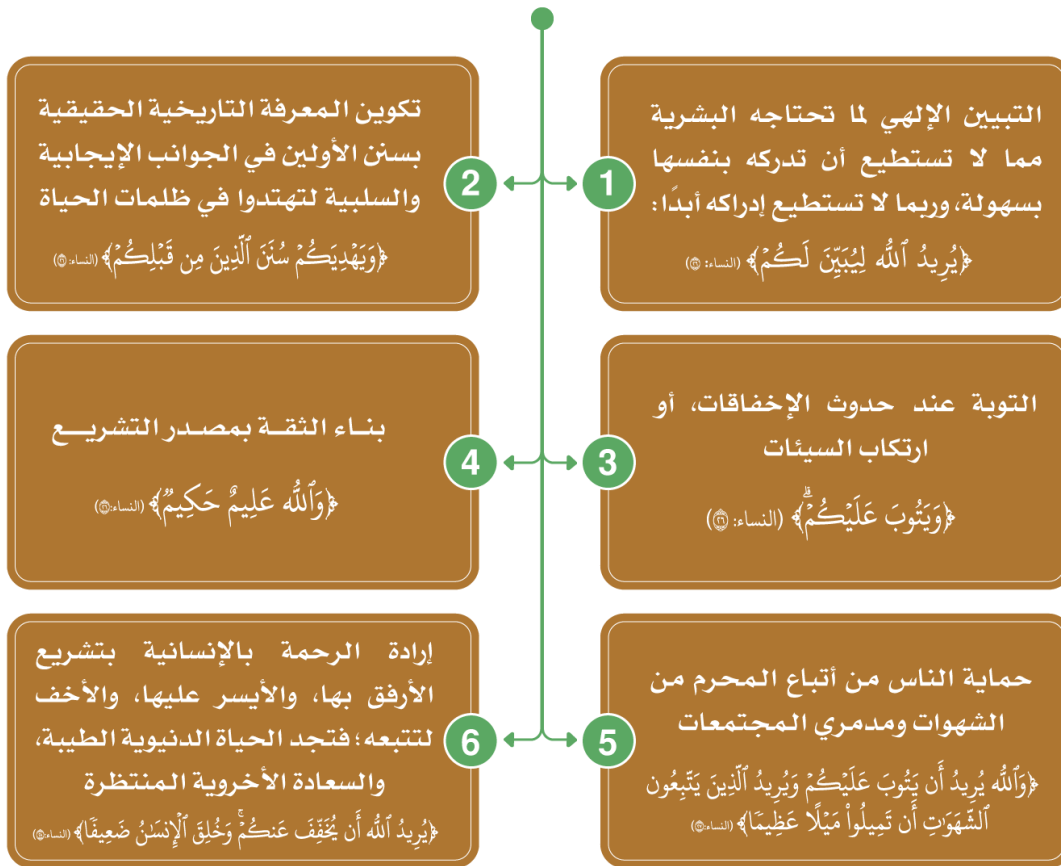 1
التبيين الإلهي لما تحتاجه البشرية
مما لا تستطيع أن تدركه بنفسها
بسهولة، وربما لا تستطيع إدراكه أبدًا:
﴿يُرِيدُ ٱللَّهُ لِيُبَيِّنَ لَكُمۡ﴾ (النساء:
2
تكوين المعرفة التاريخية الحقيقية
بسنن الأولين في الجوانب الإيجابية
والسلبية لتهتدوا في ظلمات الحياة
﴿وَيَهۡدِيَكُمۡ سُنَنَ ٱلَّذِينَ مِن قَبۡلِكُمۡ﴾ (النساء:
3
التوبة عند حدوث الإخفاقات، أو
ارتكاب السيئات
﴿وَيَتُوبَ عَلَيۡكُمۡۗ﴾ (النساء: ٢٦)
4
بناء الثقة بمصدر التشريع
﴿وَٱللَّهُ عَلِيمٌ حَكِيمٞ﴾ (النساء:
5
حماية الناس من أتباع المحرم من
الشهوات ومدمري المجتمعات
﴿وَٱللَّهُ يُرِيدُ أَن يَتُوبَ عَلَيۡكُمۡ وَيُرِيدُ ٱلَّذِينَ يَتَّبِعُونَ
ٱلشَّهَوَٰتِ أَن تَمِيلُواْ مَيۡلًا عَظِيمٗا﴾ (النساء:
6
إرادة الرحمة بالإنسانية بتشريع
الأرفق بها، والأيسر عليها، والأخف
لتتبعه؛ فتجد الحياة الدنيوية الطيبة،
والسعادة الأخروية المنتظرة
﴿يُرِيدُ ٱللَّهُ أَن يُخَفِّفَ عَنكُمۡۚ وَخُلِقَ ٱلۡإِنسَٰنُ ضَعِيفٗا﴾ (النساء: